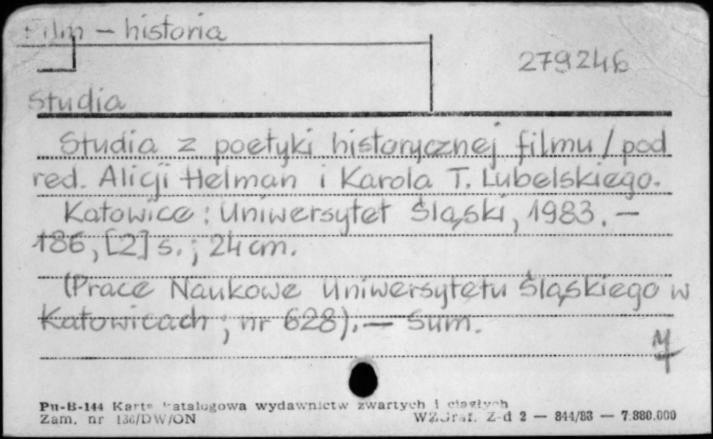 Film - historia
279246
Studia
Studia z poetyki historycznej filmu / pod
red. Alicji Helman i Karola T. Lubelskiego.
Katowice : Uniwersytet Śląski, 1983. —
186, [2] s. ; 24 cm.
(Prace Naukowe Uniwersytetu Śląskiego w
Katowicach ; nr 628). — Sum.
Pu-B-144 Karta katalogowa wydawnictw zwartych i ciągłych
Zam. nr 136/DW/ON WZGraf. Z-d 2 — 844/83 — 7.880.000